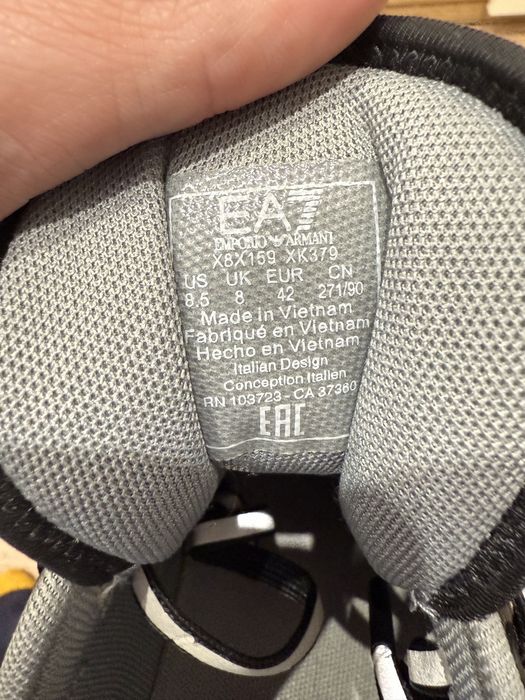 EA7
EMPORIO ARMANI
X8X159 XK379
US UK EUR CN
8.5 8 42 271/90
Made in Vietnam
Fabriqué en Vietnam
Hecho en Vietnam
Italian Design
Conception Italien
RN 103723 - CA 37360
EAC